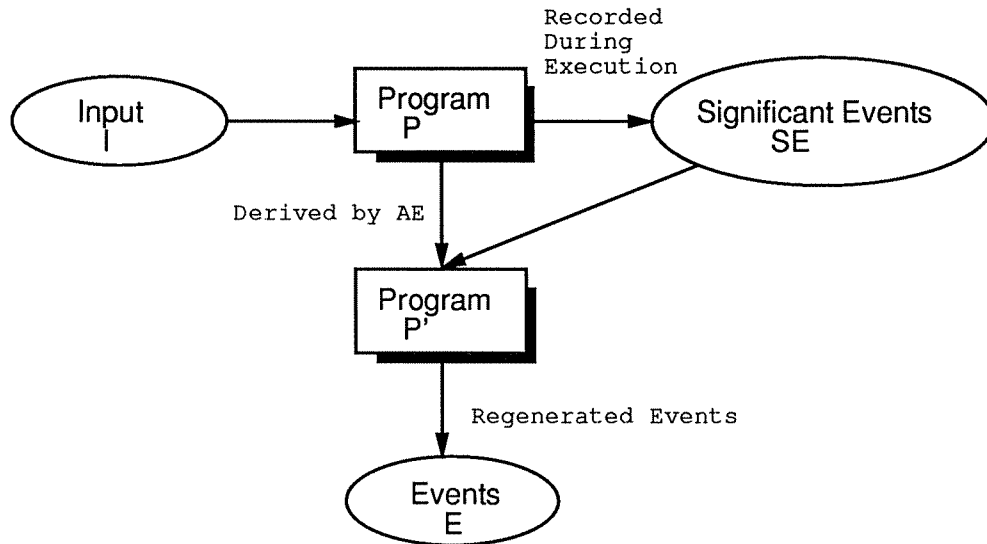 Recorded
During
Execution
Input
I
Program
P
Significant Events
SE
Derived by AE
Program
P'
Regenerated Events
Events
E